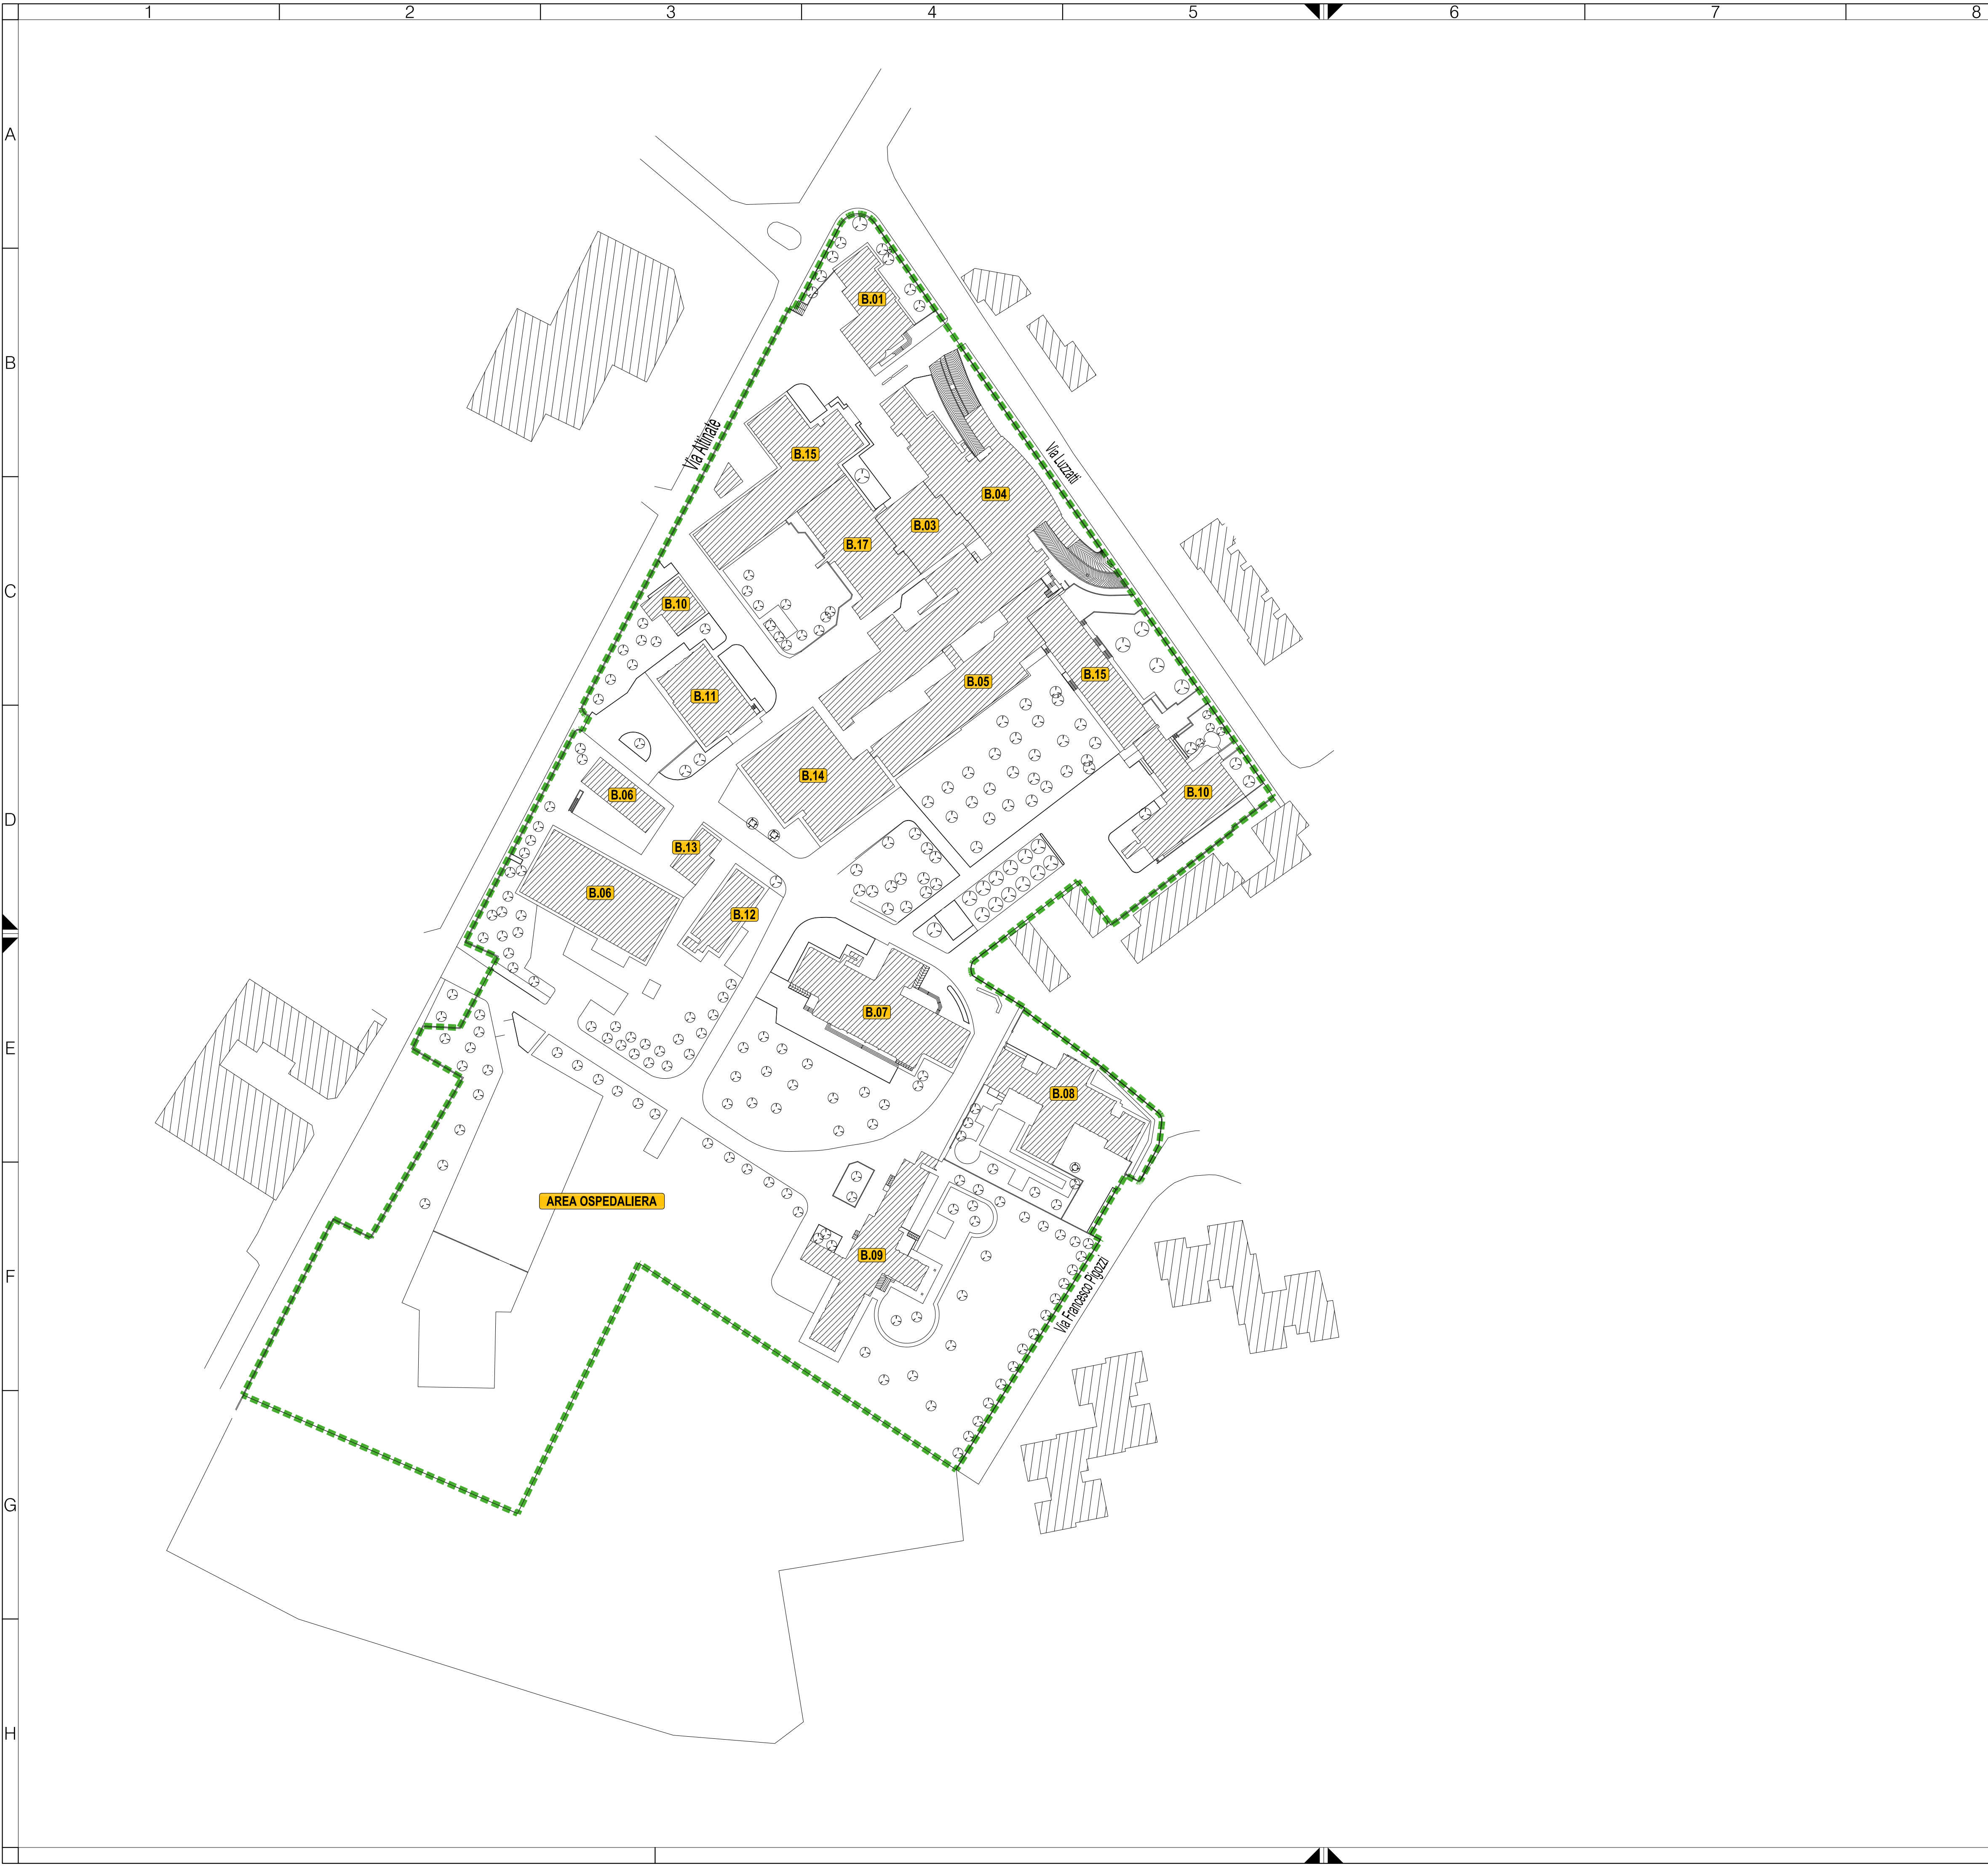 1 2 3 4 5 6 7 8
A
B.01
B
Via Altinate
B.15
Via Luzzatti
B.04
B.03
B.17
C
B.10
B.15
B.05
B.11
B.14
B.06
B.10
D
B.13
B.06
B.12
B.07
E
B.08
AREA OSPEDALIERA
B.09
F
Via Francesco Pigozzi
G
H